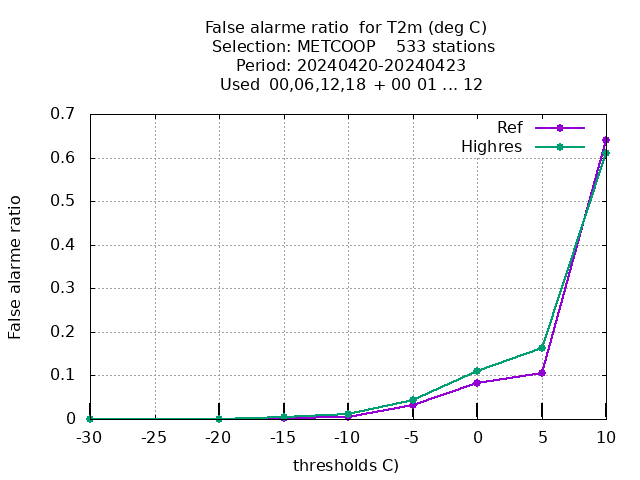 False alarme ratio  for T2m (deg C)
Selection: METCOOP    533 stations
Period: 20240420-20240423
Used  00,06,12,18  + 00 01 ... 12
Ref
Highres
0.7
0.6
0.5
0.4
0.3
0.2
0.1
0
False alarme ratio
-30 -25 -20 -15 -10 -5 0 5 10
thresholds C)